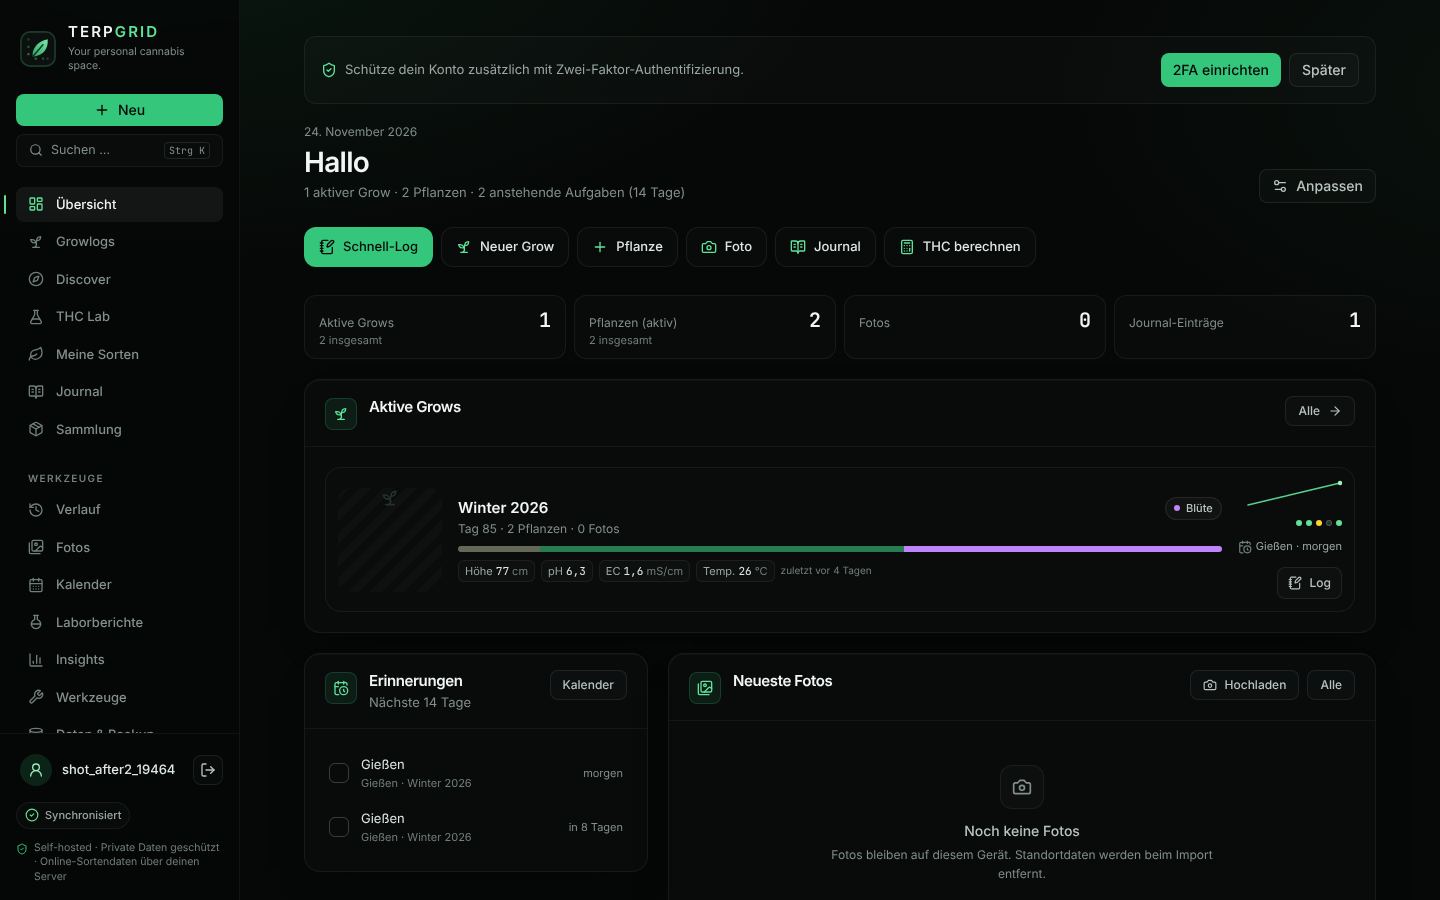 TERPGRID
Your personal cannabis
space.
Neu
Suchen ...
Strg K
Übersicht
Growlogs
Discover
THC Lab
Meine Sorten
Journal
Sammlung
WERKZEUGE
Verlauf
Fotos
Kalender
Laborberichte
Insights
Werkzeuge
Daten & Backup
shot_after2_19464
Synchronisiert
Self-hosted · Private Daten geschützt
· Online-Sortendaten über deinen
Server
Schütze dein Konto zusätzlich mit Zwei-Faktor-Authentifizierung.
2FA einrichten
Später
24. November 2026
Hallo
1 aktiver Grow · 2 Pflanzen · 2 anstehende Aufgaben (14 Tage)
Anpassen
Schnell-Log
Neuer Grow
Pflanze
Foto
Journal
THC berechnen
Aktive Grows
1
2 insgesamt
Pflanzen (aktiv)
2
2 insgesamt
Fotos
0
Journal-Einträge
1
Aktive Grows
Alle
Winter 2026
Blüte
Tag 85 · 2 Pflanzen · 0 Fotos
Gießen · morgen
Höhe 77 cm
pH 6,3
EC 1,6 mS/cm
Temp. 26 °C
zuletzt vor 4 Tagen
Log
Erinnerungen
Nächste 14 Tage
Kalender
Gießen
Gießen · Winter 2026
morgen
Gießen
Gießen · Winter 2026
in 8 Tagen
Neueste Fotos
Hochladen
Alle
Noch keine Fotos
Fotos bleiben auf diesem Gerät. Standortdaten werden beim Import
entfernt.